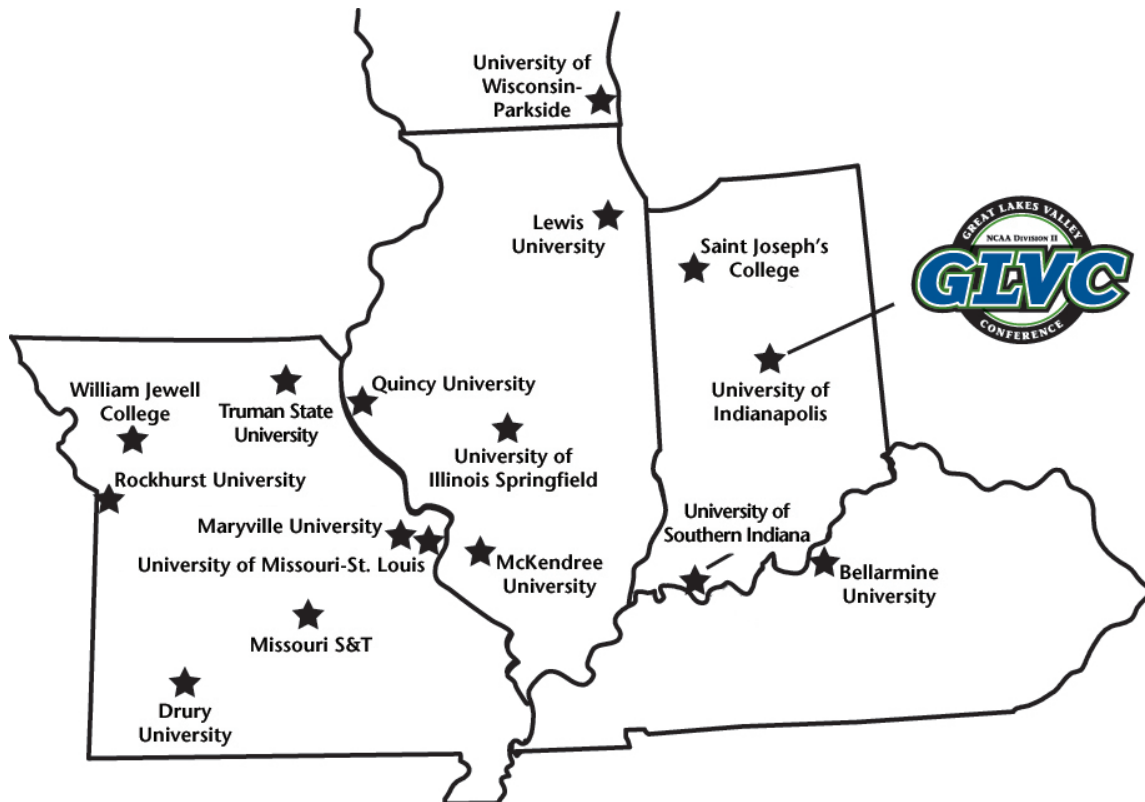 University of
Wisconsin-
Parkside
Lewis
University
Saint Joseph's
College
GREAT LAKES VALLEY
NCAA DIVISION II
GLVC
CONFERENCE
William Jewell
College
Truman State
University
Quincy University
University of
Indianapolis
University of
Illinois Springfield
Rockhurst University
Maryville University
University of Missouri-St. Louis
McKendree
University
University of
Southern Indiana
Bellarmine
University
Missouri S&T
Drury
University